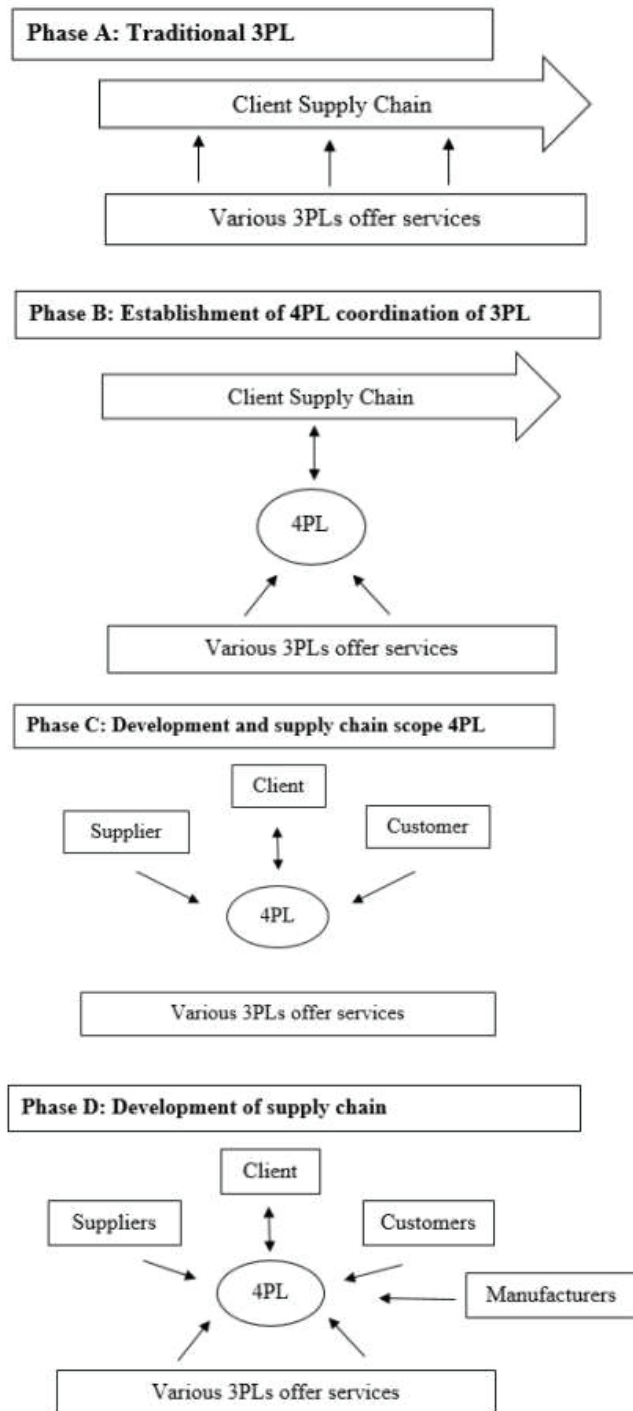 Phase A: Traditional 3PL
Client Supply Chain
Various 3PLs offer services
Phase B: Establishment of 4PL coordination of 3PL
Client Supply Chain
4PL
Various 3PLs offer services
Phase C: Development and supply chain scope 4PL
Client
Supplier
Customer
4PL
Various 3PLs offer services
Phase D: Development of supply chain
Client
Suppliers
Customers
4PL
Manufacturers
Various 3PLs offer services